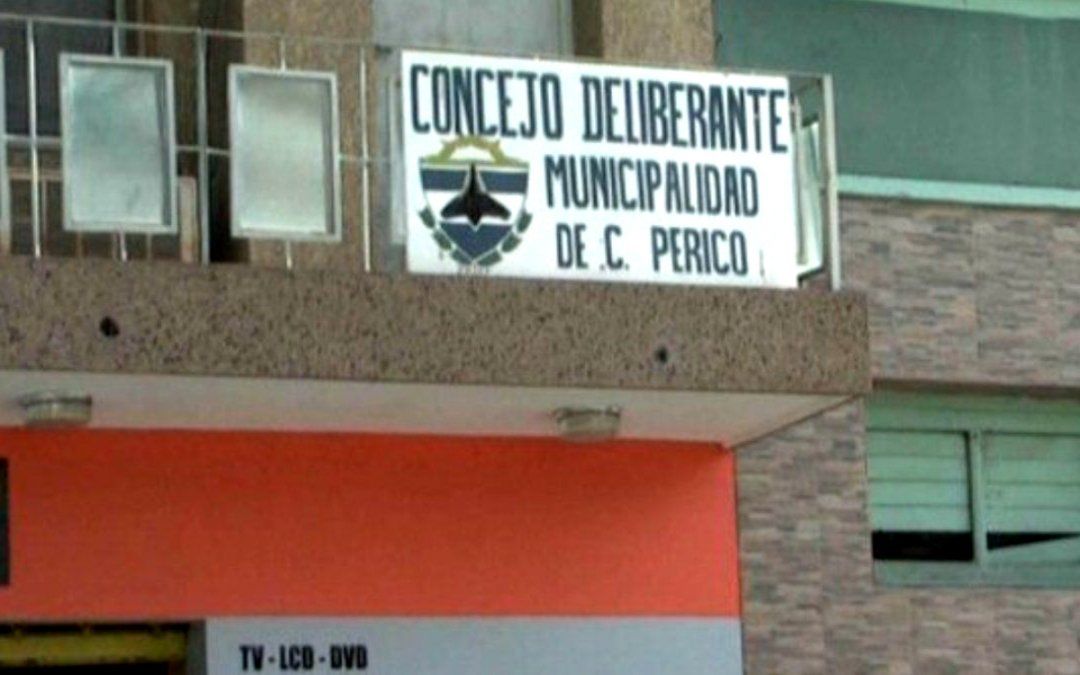 CONCEJO DELIBERANTE
MUNICIPALIDAD
DE C. PERICO
TV - LCD - DVD